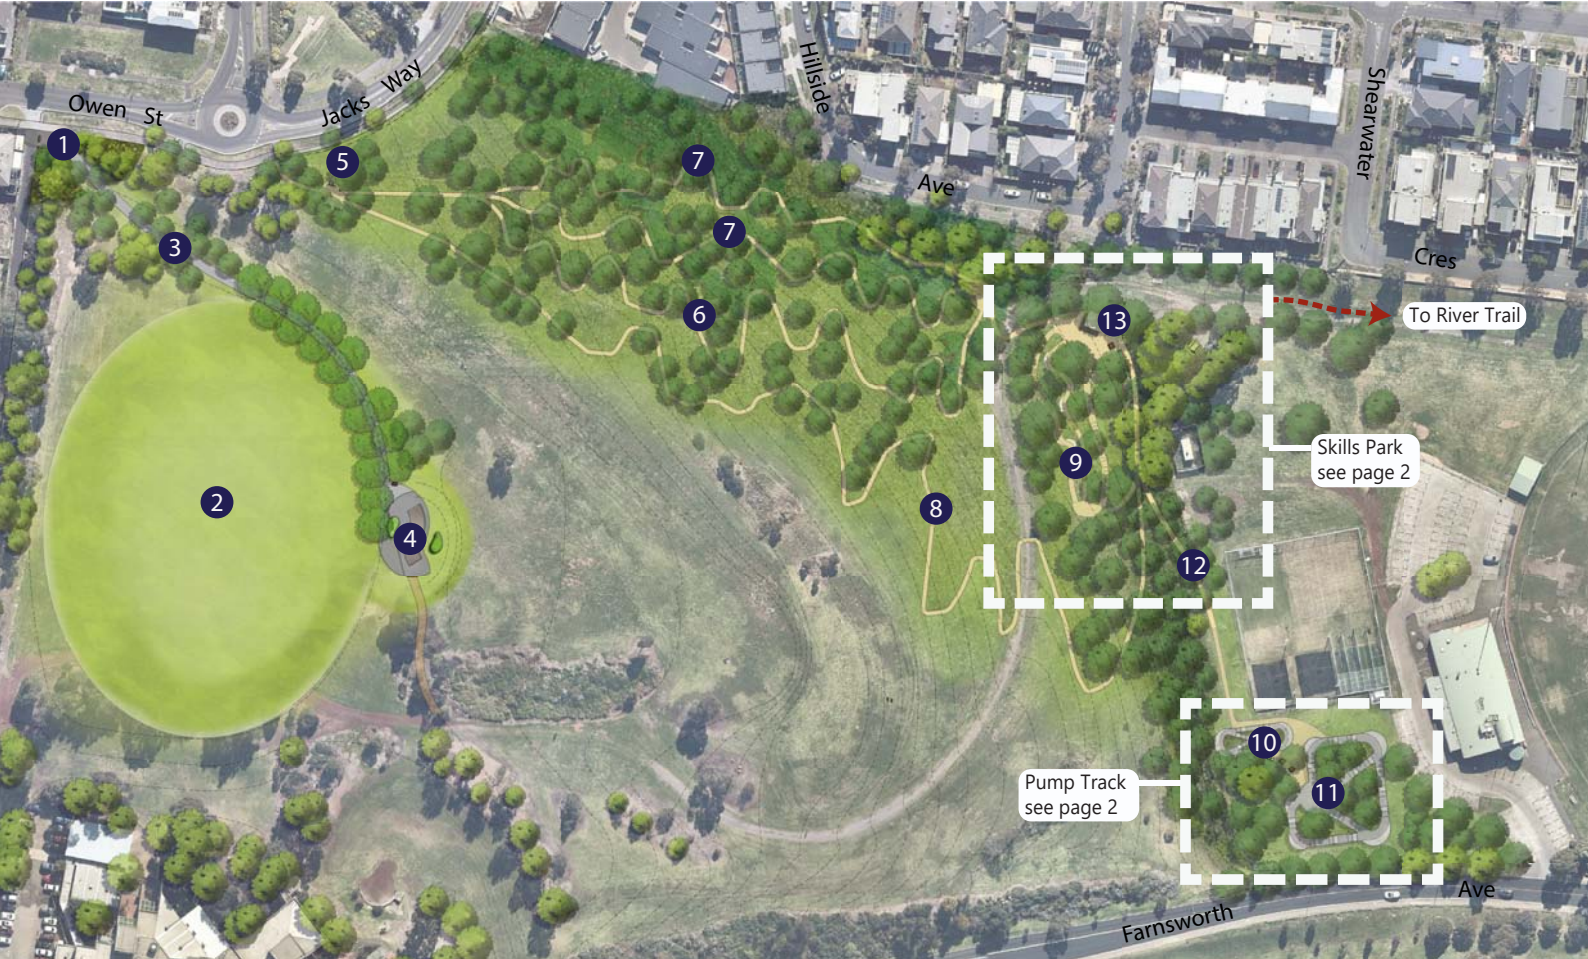 Owen St
Jacks Way
Hillside
Ave
Shearwater
Cres
1
5
7
7
3
6
13
To River Trail
Skills Park
see page 2
9
2
8
4
12
10
Pump Track
see page 2
11
Ave
Farnsworth